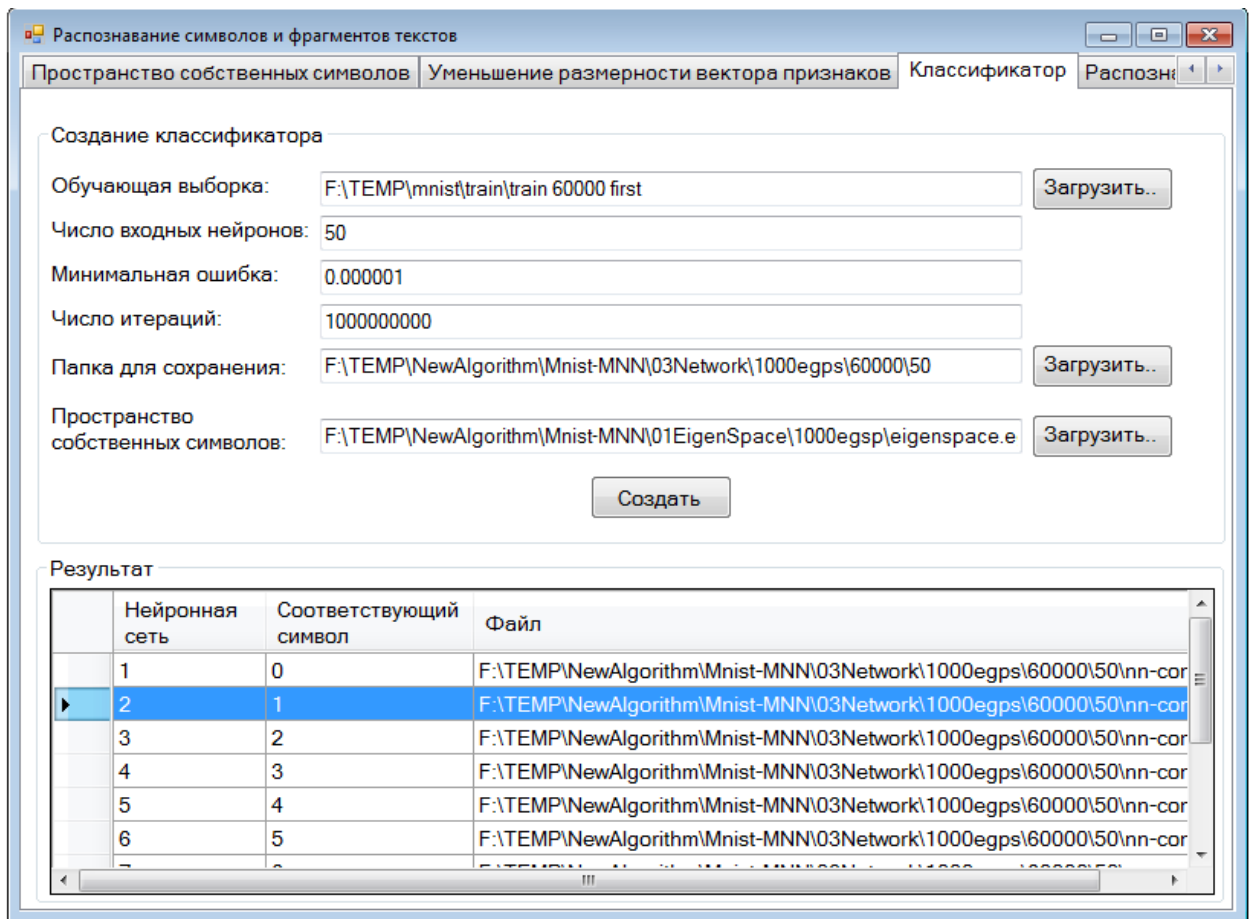 Распознавание символов и фрагментов текстов
Пространство собственных символов Уменьшение размерности вектора признаков Классификатор Распозна
Создание классификатора
Обучающая выборка: F:\TEMP\mnist\train\train 60000 first Загрузить..
Число входных нейронов: 50
Минимальная ошибка: 0.000001
Число итераций: 1000000000
Папка для сохранения: F:\TEMP\NewAlgorithm\Mnist-MNN\03Network\1000egps\60000\50 Загрузить..
Пространство
собственных символов: F:\TEMP\NewAlgorithm\Mnist-MNN\01EigenSpace\1000egsp\eigenspace.e Загрузить..
Создать
Результат
Нейронная сеть Соответствующий символ Файл
1 0 F:\TEMP\NewAlgorithm\Mnist-MNN\03Network\1000egps\60000\50\nn-cor
2 1 F:\TEMP\NewAlgorithm\Mnist-MNN\03Network\1000egps\60000\50\nn-cor
3 2 F:\TEMP\NewAlgorithm\Mnist-MNN\03Network\1000egps\60000\50\nn-cor
4 3 F:\TEMP\NewAlgorithm\Mnist-MNN\03Network\1000egps\60000\50\nn-cor
5 4 F:\TEMP\NewAlgorithm\Mnist-MNN\03Network\1000egps\60000\50\nn-cor
6 5 F:\TEMP\NewAlgorithm\Mnist-MNN\03Network\1000egps\60000\50\nn-cor